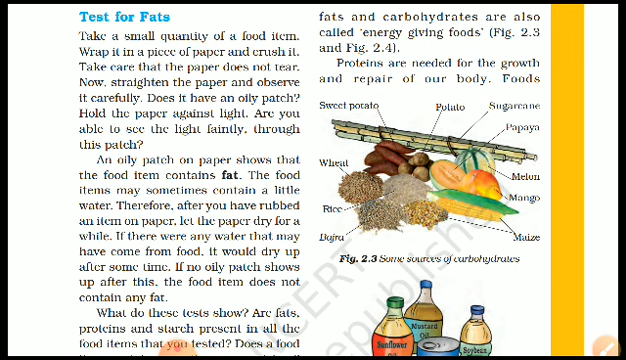 Test for Fats
Take a small quantity of a food item.
Wrap it in a piece of paper and crush it.
Take care that the paper does not tear.
Now, straighten the paper and observe
it carefully. Does it have an oily patch?
Hold the paper against light. Are you
able to see the light faintly, through
this patch?
An oily patch on paper shows that
the food item contains fat. The food
items may sometimes contain a little
water. Therefore, after you have rubbed
an item on paper, let the paper dry for a
while. If there were any water that may
have come from food, it would dry up
after some time. If no oily patch shows
up after this, the food item does not
contain any fat.
What do these tests show? Are fats,
proteins and starch present in all the
food items that you tested? Does a food
fats and carbohydrates are also
called ‘energy giving foods’ (Fig. 2.3
and Fig. 2.4).
Proteins are needed for the growth
and repair of our body. Foods
Sweet potato
Potato
Sugarcane
Papaya
Wheat
Melon
Mango
Rice
Bajra
Maize
Fig. 2.3 Some sources of carbohydrates
Mustard
Oil
Sunflower
Oil
Soybean
NCERT
republish